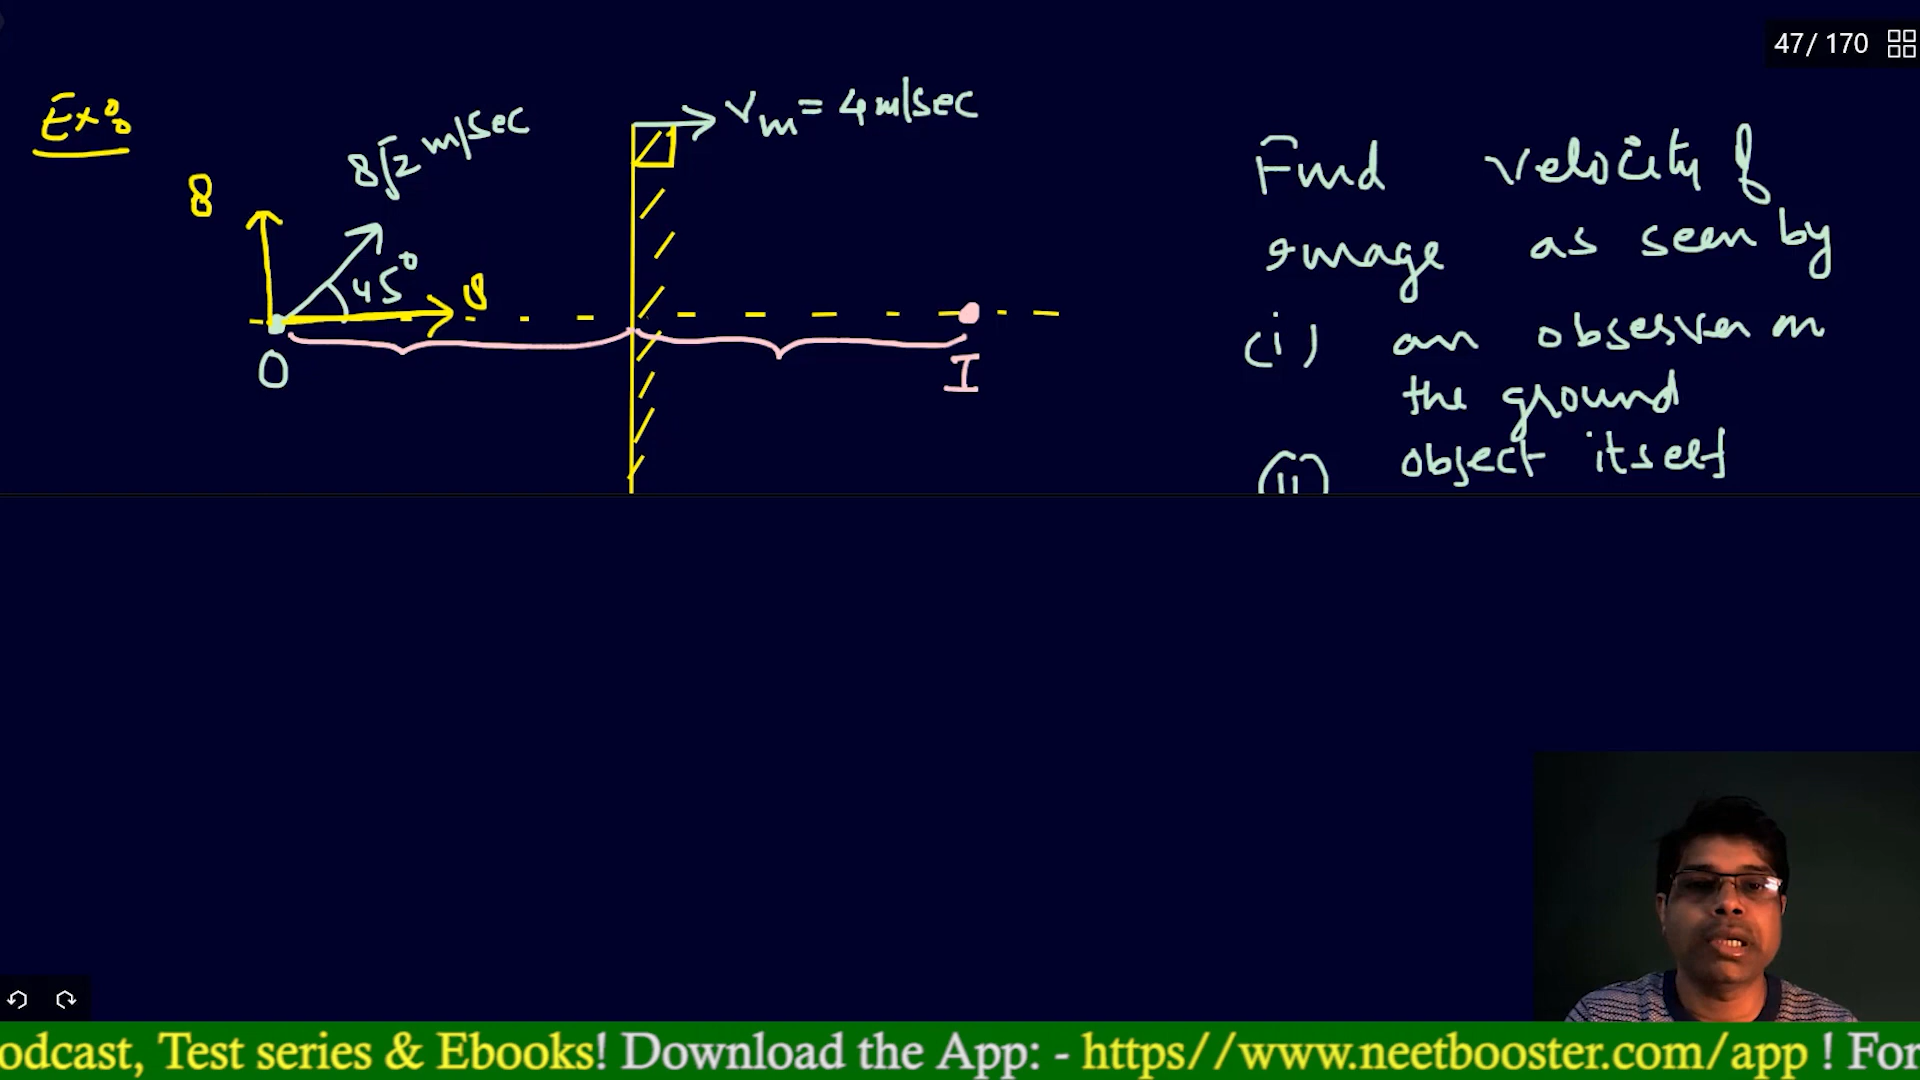 47/ 170
Ex:
8√2 m/sec
Vm = 4m/sec
8
45°
8
O
I
Find velocity of
image as seen by
(i) an observer on
the ground
(ii) object itself
odcast, Test series & Ebooks! Download the App: - https//www.neetbooster.com/app ! For